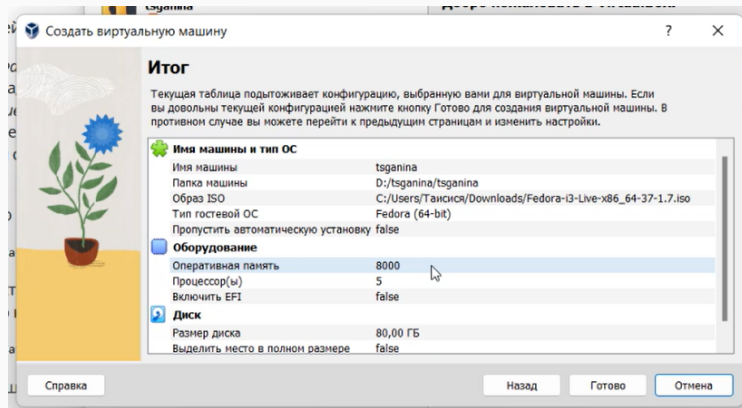 tsganina
Создать виртуальную машину
?
Итог
Текущая таблица подытоживает конфигурацию, выбранную вами для виртуальной машины. Если
вы довольны текущей конфигурацией нажмите кнопку Готово для создания виртуальной машины. В
противном случае вы можете перейти к предыдущим страницам и изменить настройки.
Имя машины и тип ОС
Имя машины tsganina
Папка машины D:/tsganina/tsganina
Образ ISO C:/Users/Таисия/Downloads/Fedora-i3-Live-x86_64-37-1.7.iso
Тип гостевой ОС Fedora (64-bit)
Пропустить автоматическую установку false
Оборудование
Оперативная память 8000
Процессор(ы) 5
Включить EFI false
Диск
Размер диска 80,00 ГБ
Выделить место в полном размере false
Справка Назад Готово Отмена